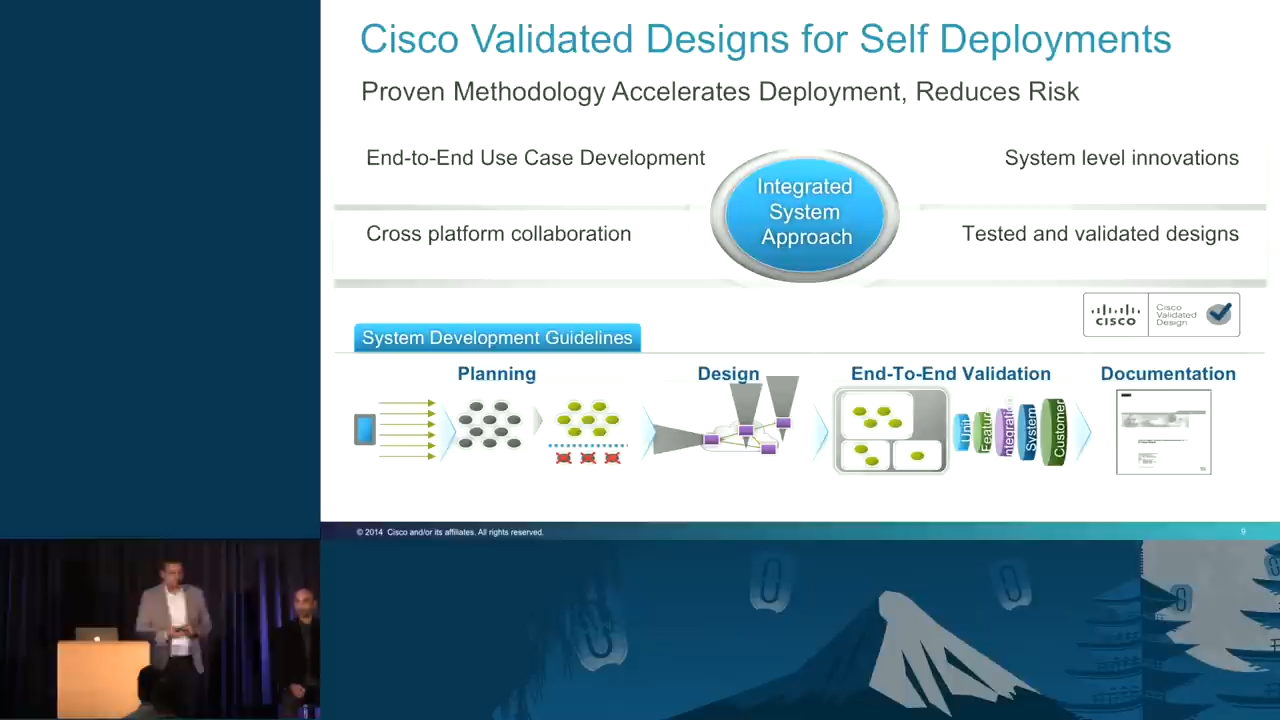 Cisco Validated Designs for Self Deployments
Proven Methodology Accelerates Deployment, Reduces Risk
End-to-End Use Case Development
System level innovations
Integrated
System
Approach
Cross platform collaboration
Tested and validated designs
CISCO
Cisco
Validated
Design
System Development Guidelines
Planning
Design
End-To-End Validation
Documentation
Unit
Feature
Integration
System
Customer
© 2014 Cisco and/or its affiliates. All rights reserved.
9